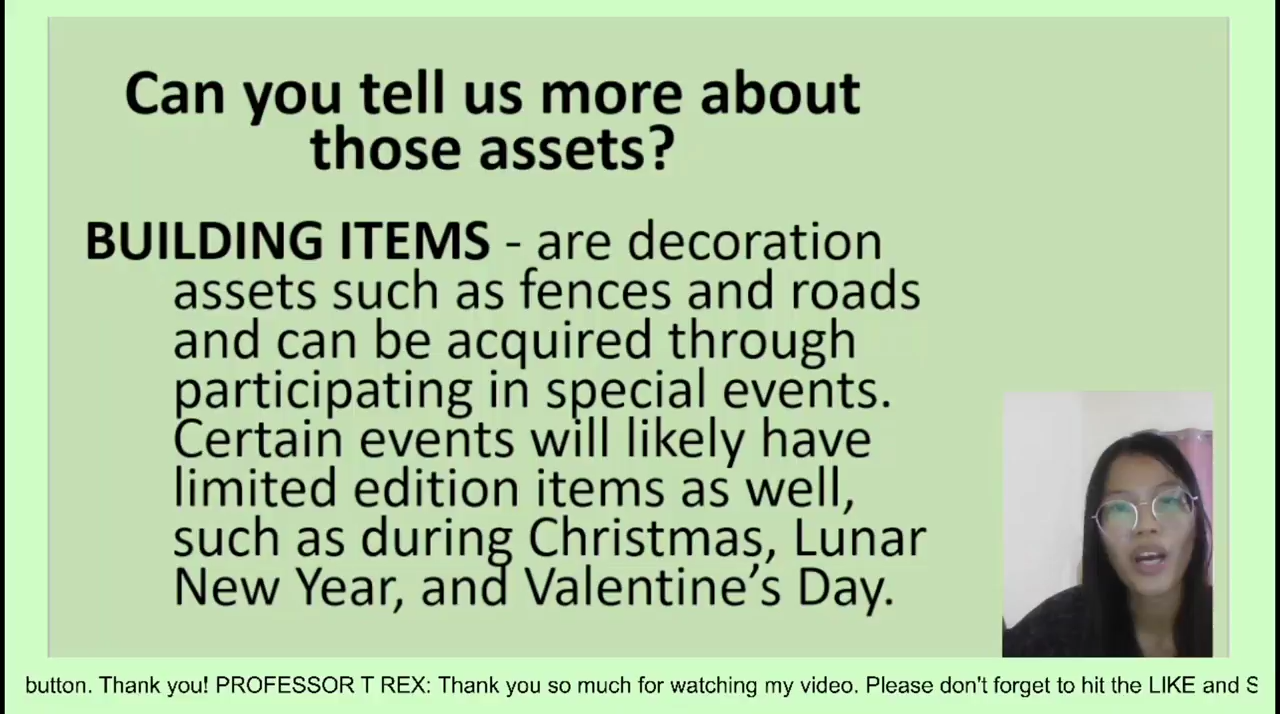 Can you tell us more about
those assets?
BUILDING ITEMS - are decoration
assets such as fences and roads
and can be acquired through
participating in special events.
Certain events will likely have
limited edition items as well,
such as during Christmas, Lunar
New Year, and Valentine’s Day.
button. Thank you! PROFESSOR T REX: Thank you so much for watching my video. Please don't forget to hit the LIKE and S